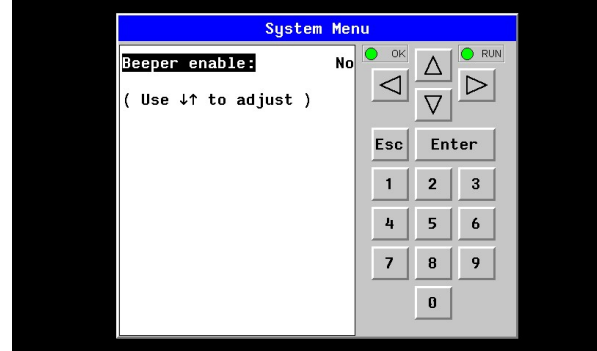 System Menu
Beeper enable: No
( Use ↓↑ to adjust )
OK
RUN
Esc
Enter
1
2
3
4
5
6
7
8
9
0